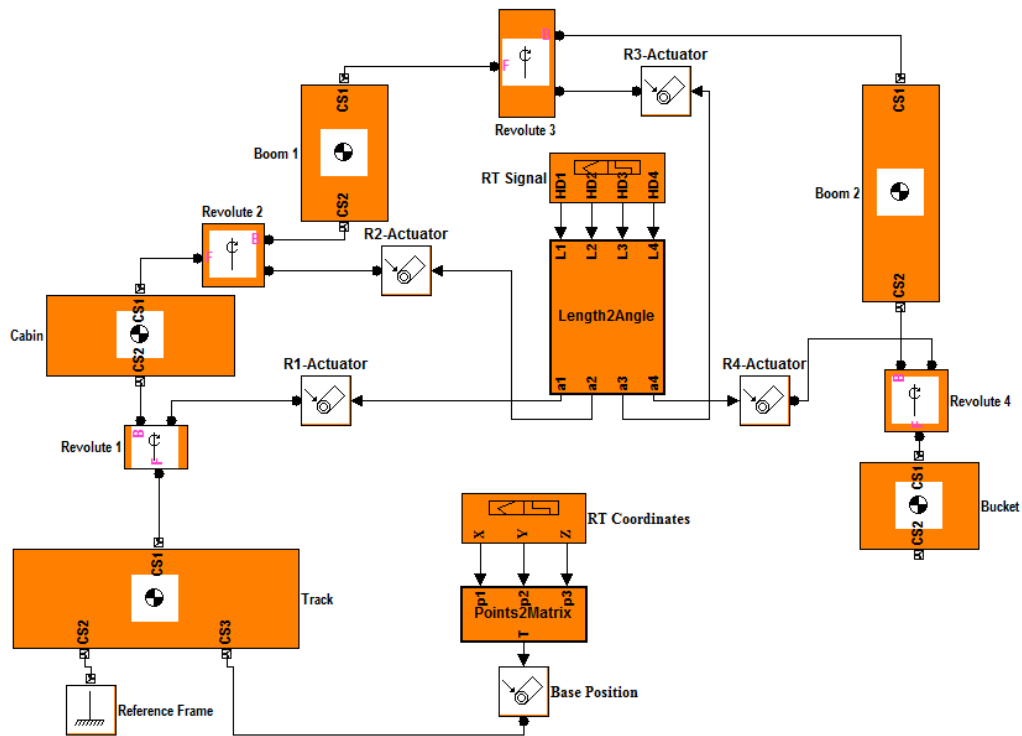 B
R3-Actuator
F
CS1
CS1
Revolute 3
Boom 1
RT Signal
HD1 HD2 HD3 HD4
Boom 2
CS2
Revolute 2
B
F
R2-Actuator
L1 L2 L3 L4
CS1
Cabin
CS2
Length2Angle
CS2
R1-Actuator
a1 a2 a3 a4
R4-Actuator
B
Revolute 4
F
Revolute 1
B
F
CS1
Bucket
CS2
RT Coordinates
X Y Z
CS1
Track
CS2 CS3
p1 p2 p3
Points2Matrix
T
Base Position
Reference Frame